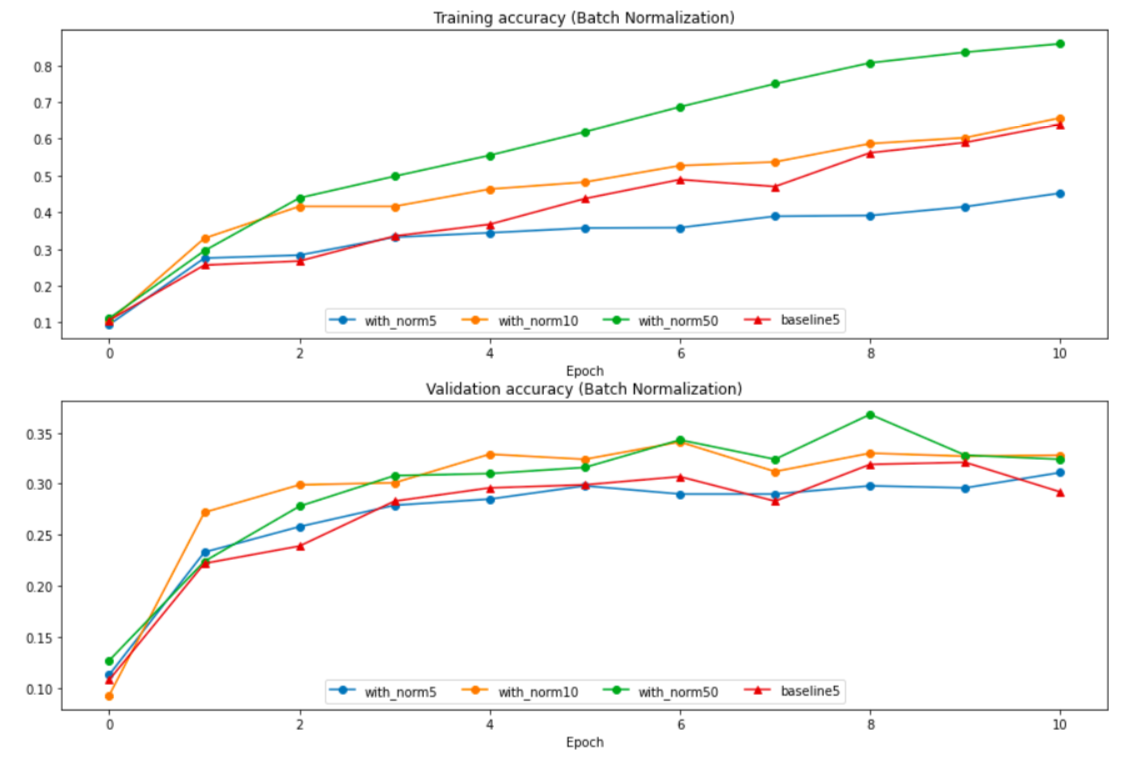 Training accuracy (Batch Normalization)
0.8
0.7
0.6
0.5
0.4
0.3
0.2
0.1
with_norm5 with_norm10 with_norm50 baseline5
0 2 4 6 8 10
Epoch
Validation accuracy (Batch Normalization)
0.35
0.30
0.25
0.20
0.15
0.10
with_norm5 with_norm10 with_norm50 baseline5
0 2 4 6 8 10
Epoch